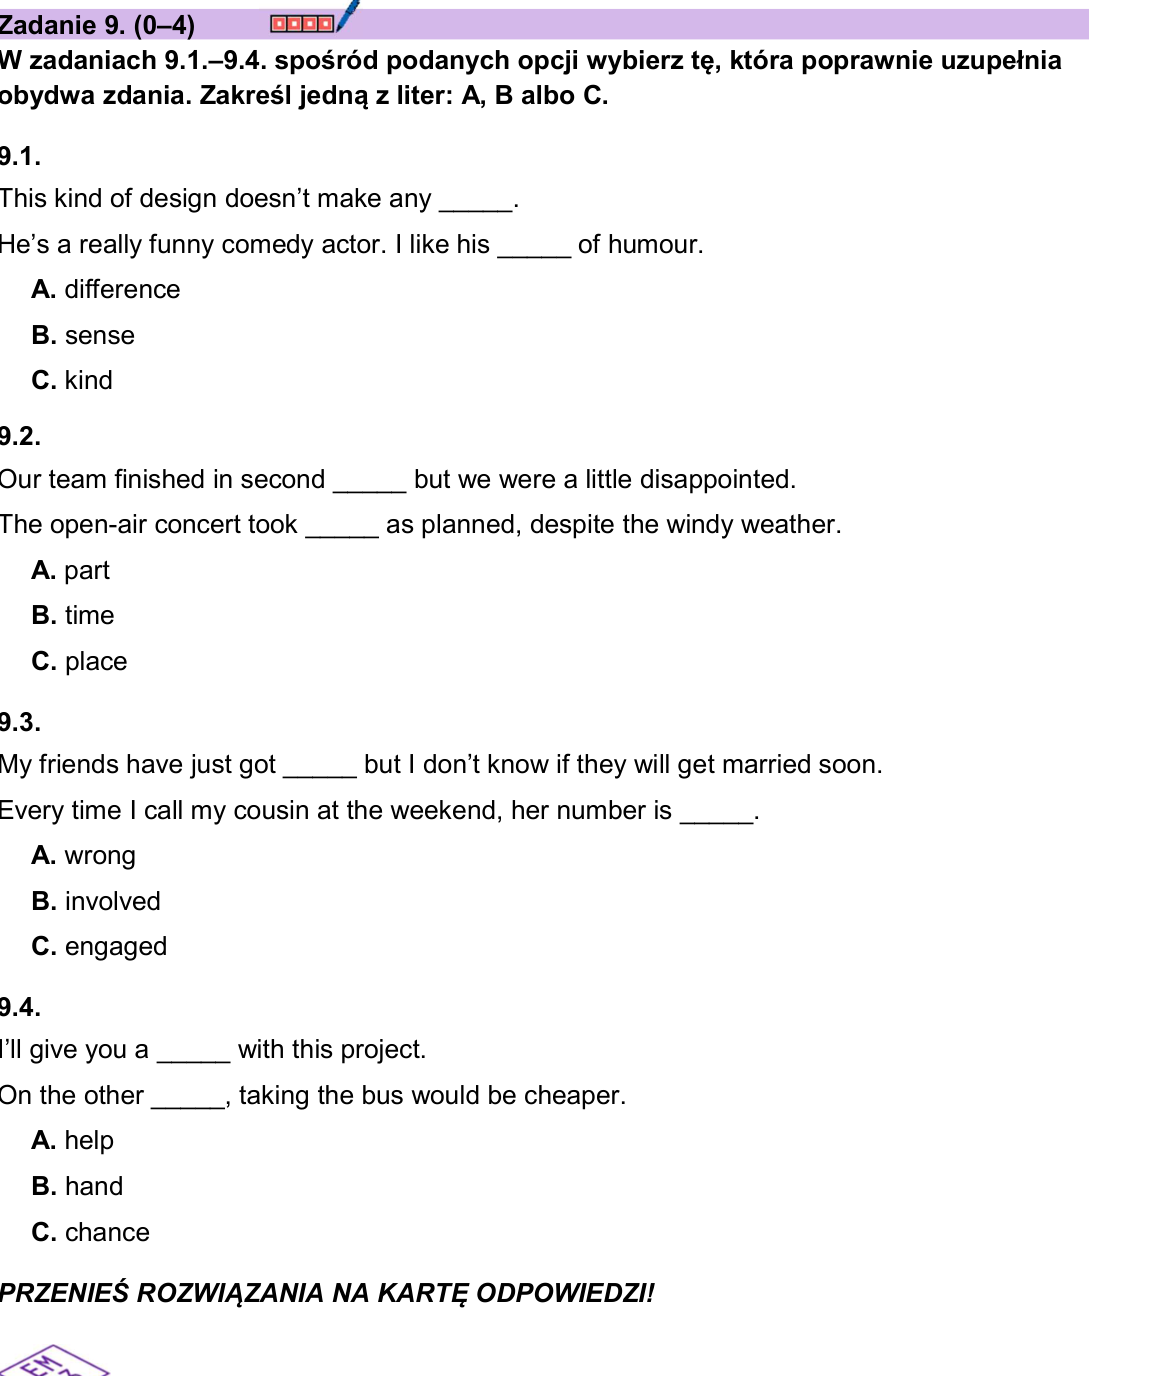 Zadanie 9. (0–4)
W zadaniach 9.1.–9.4. spośród podanych opcji wybierz tę, która poprawnie uzupełnia
obydwa zdania. Zakreśl jedną z liter: A, B albo C.
9.1.
This kind of design doesn’t make any _____.
He’s a really funny comedy actor. I like his _____ of humour.
A. difference
B. sense
C. kind
9.2.
Our team finished in second _____ but we were a little disappointed.
The open-air concert took _____ as planned, despite the windy weather.
A. part
B. time
C. place
9.3.
My friends have just got _____ but I don’t know if they will get married soon.
Every time I call my cousin at the weekend, her number is _____.
A. wrong
B. involved
C. engaged
9.4.
I’ll give you a _____ with this project.
On the other _____, taking the bus would be cheaper.
A. help
B. hand
C. chance
PRZENIEŚ ROZWIĄZANIA NA KARTĘ ODPOWIEDZI!